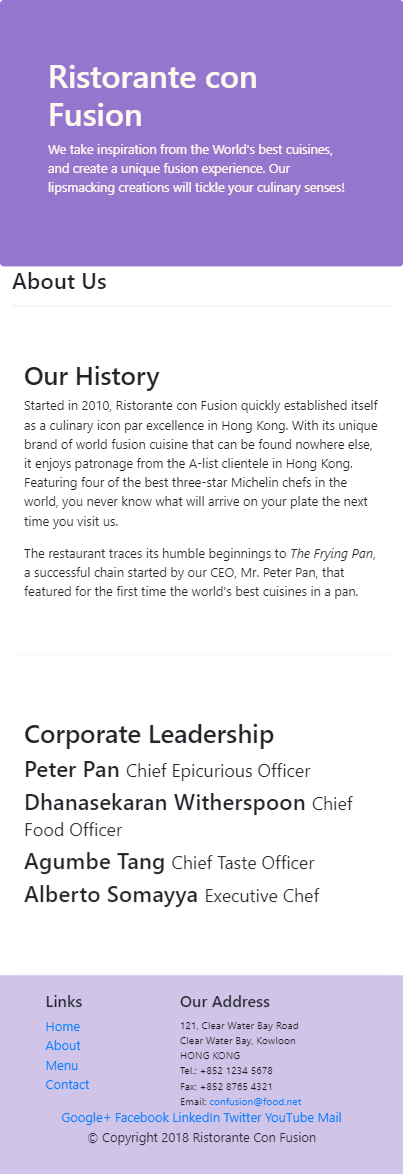 Ristorante con
Fusion
We take inspiration from the World's best cuisines,
and create a unique fusion experience. Our
lipsmacking creations will tickle your culinary senses!
About Us
Our History
Started in 2010, Ristorante con Fusion quickly established itself
as a culinary icon par excellence in Hong Kong. With its unique
brand of world fusion cuisine that can be found nowhere else,
it enjoys patronage from the A-list clientele in Hong Kong.
Featuring four of the best three-star Michelin chefs in the
world, you never know what will arrive on your plate the next
time you visit us.
The restaurant traces its humble beginnings to The Frying Pan,
a successful chain started by our CEO, Mr. Peter Pan, that
featured for the first time the world's best cuisines in a pan.
Corporate Leadership
Peter Pan Chief Epicurious Officer
Dhanasekaran Witherspoon Chief
Food Officer
Agumbe Tang Chief Taste Officer
Alberto Somayya Executive Chef
Links
Home
About
Menu
Contact
Our Address
121, Clear Water Bay Road
Clear Water Bay, Kowloon
HONG KONG
Tel.: +852 1234 5678
Fax: +852 8765 4321
Email: confusion@food.net
Google+ Facebook LinkedIn Twitter YouTube Mail
© Copyright 2018 Ristorante Con Fusion